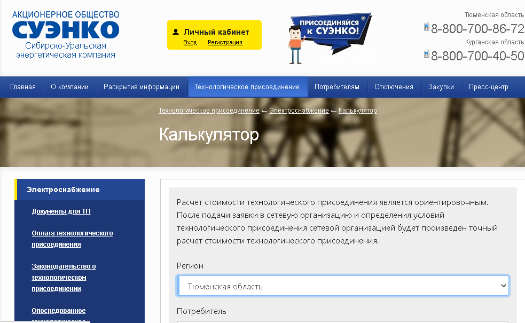 АКЦИОНЕРНОЕ ОБЩЕСТВО
СУЭНКО
Сибирско-Уральская
энергетическая компания
Личный кабинет
Вход Регистрация
ПРИСОЕДИНЯЙСЯ
К СУЭНКО!
Тюменская область
8-800-700-86-72
Курганская область
8-800-700-40-50
Главная О компании Раскрытие информации Технологическое присоединение Потребителям Отключения Закупки Пресс-центр
Технологическое присоединение ← Электроснабжение ← Калькулятор
Калькулятор
Электроснабжение
Документы для ТП
Оплата технологического
присоединения
Законодательство о
технологическом
присоединении
Опосредованное
Расчет стоимости технологического присоединения является ориентировочным.
После подачи заявки в сетевую организацию и определения условий
технологического присоединения сетевой организацией будет произведен точный
расчет стоимости технологического присоединения.
Регион
Тюменская область
Потребитель